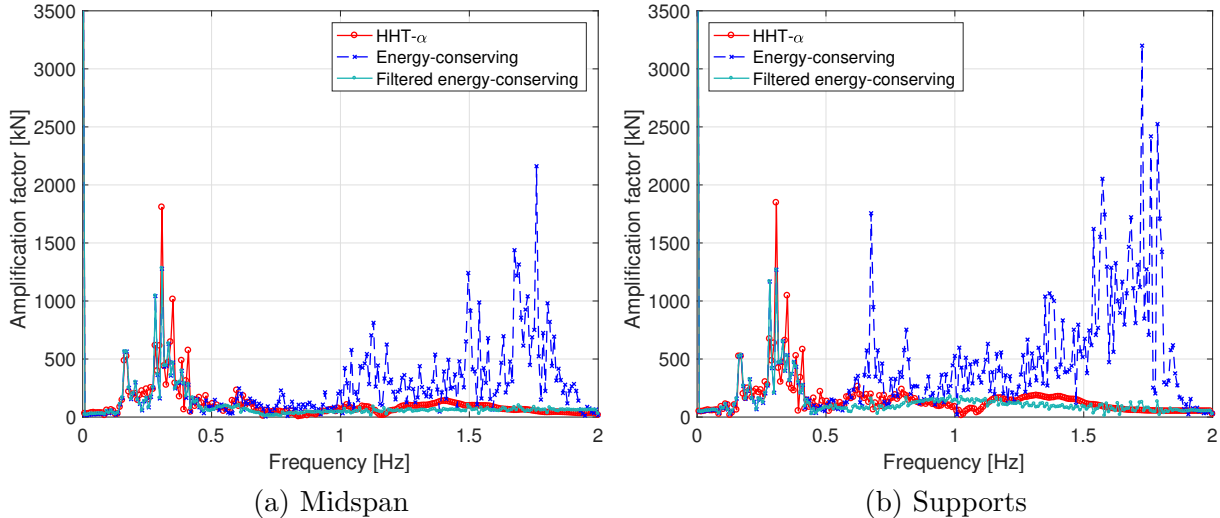 3500
3000
2500
2000
1500
1000
500
0
Amplification factor [kN]
HHT-α
Energy-conserving
Filtered energy-conserving
0 0.5 1 1.5 2
Frequency [Hz]
(a) Midspan
3500
3000
2500
2000
1500
1000
500
0
Amplification factor [kN]
HHT-α
Energy-conserving
Filtered energy-conserving
0 0.5 1 1.5 2
Frequency [Hz]
(b) Supports